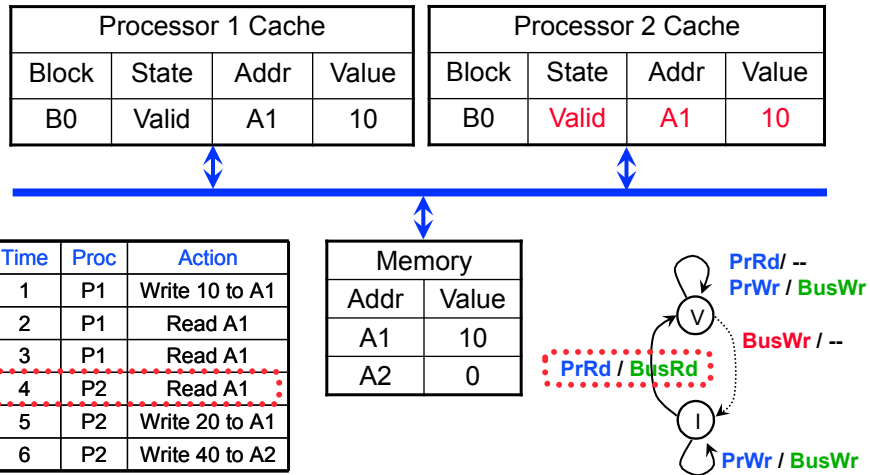 Processor 1 Cache
Block State Addr Value
B0 Valid A1 10
Processor 2 Cache
Block State Addr Value
B0 Valid A1 10
Time Proc Action
1 P1 Write 10 to A1
2 P1 Read A1
3 P1 Read A1
4 P2 Read A1
5 P2 Write 20 to A1
6 P2 Write 40 to A2
Memory
Addr Value
A1 10
A2 0
PrRd/ --
PrWr / BusWr
V
BusWr / --
PrRd / BusRd
I
PrWr / BusWr